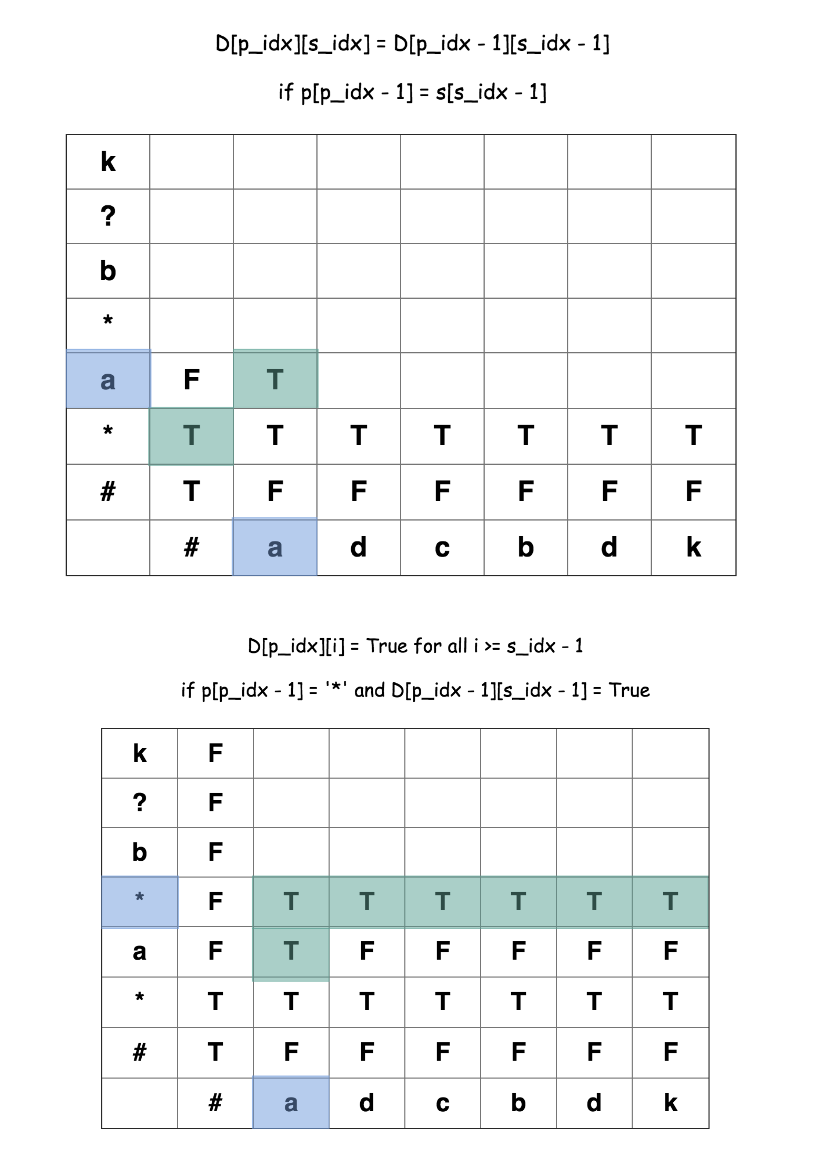 D[p_idx][s_idx] = D[p_idx - 1][s_idx - 1]
if p[p_idx - 1] = s[s_idx - 1]
k
?
b
*
a F T
* T T T T T T T
# T F F F F F F
# a d c b d k
D[p_idx][i] = True for all i >= s_idx - 1
if p[p_idx - 1] = '*' and D[p_idx - 1][s_idx - 1] = True
k F
? F
b F
* F T T T T T T
a F T F F F F F
* T T T T T T T
# T F F F F F F
# a d c b d k